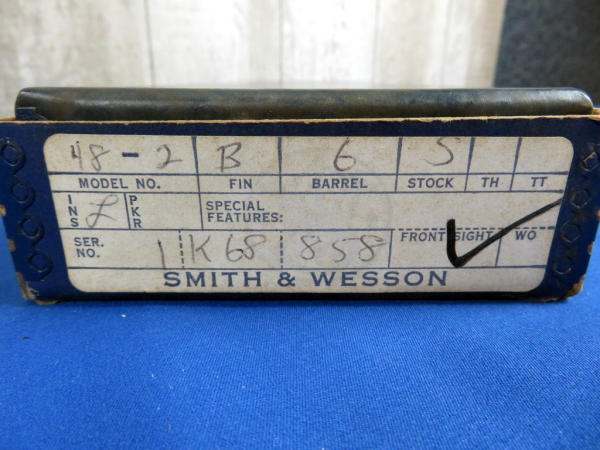 48-2 B 6 S
MODEL NO. FIN BARREL STOCK TH TT
INS L PKR SPECIAL FEATURES:
SER. NO. 1K68 858 FRONT SIGHT WO
SMITH & WESSON